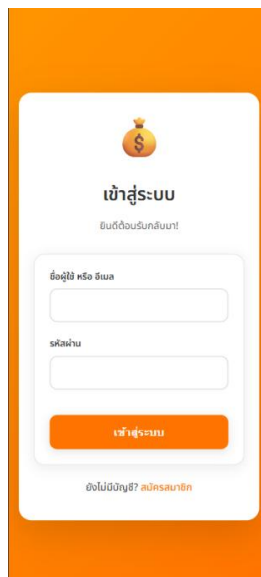 $
เข้าสู่ระบบ
ยินดีต้อนรับกลับมา!
ชื่อผู้ใช้ หรือ อีเมล
รหัสผ่าน
เข้าสู่ระบบ
ยังไม่มีบัญชี? สมัครสมาชิก